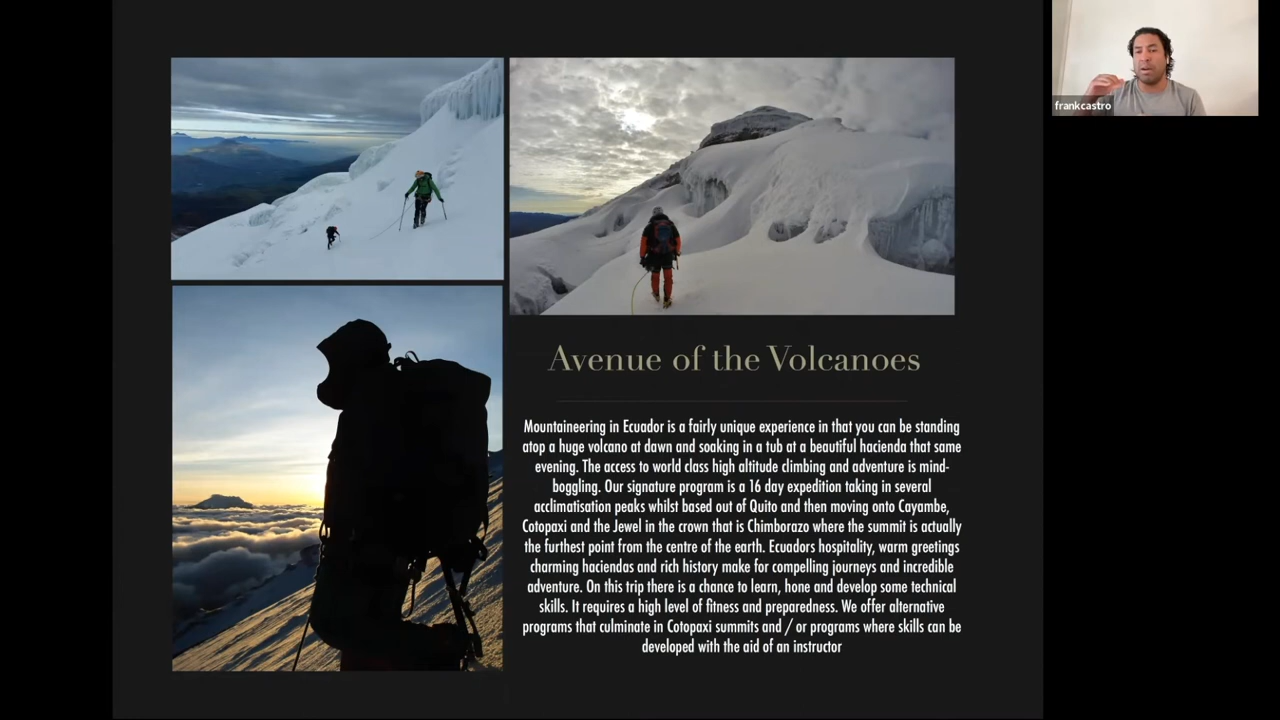 frankcastro
Avenue of the Volcanoes
Mountaineering in Ecuador is a fairly unique experience in that you can be standing
atop a huge volcano at dawn and soaking in a tub at a beautiful hacienda that same
evening. The access to world class high altitude climbing and adventure is mind-
boggling. Our signature program is a 16 day expedition taking in several
acclimatisation peaks whilst based out of Quito and then moving onto Cayambe,
Cotopaxi and the Jewel in the crown that is Chimborazo where the summit is actually
the furthest point from the centre of the earth. Ecuadors hospitality, warm greetings
charming haciendas and rich history make for compelling journeys and incredible
adventure. On this trip there is a chance to learn, hone and develop some technical
skills. It requires a high level of fitness and preparedness. We offer alternative
programs that culminate in Cotopaxi summits and / or programs where skills can be
developed with the aid of an instructor